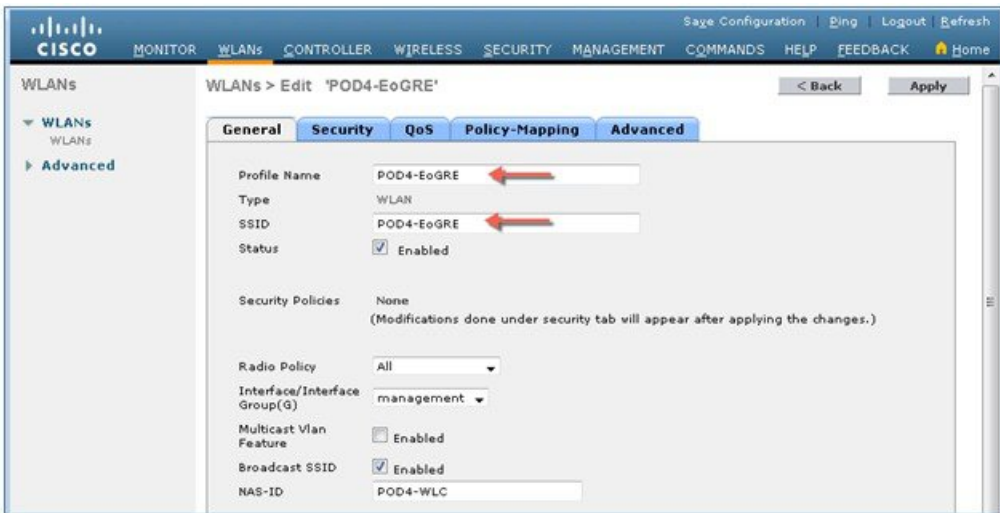 Save Configuration | Ping | Logout | Refresh
CISCO MONITOR WLANs CONTROLLER WIRELESS SECURITY MANAGEMENT COMMANDS HELP FEEDBACK Home
WLANs
WLANs > Edit 'POD4-EoGRE'
< Back
Apply
WLANs
WLANs
Advanced
General Security QoS Policy-Mapping Advanced
Profile Name POD4-EoGRE
Type WLAN
SSID POD4-EoGRE
Status Enabled
Security Policies None
(Modifications done under security tab will appear after applying the changes.)
Radio Policy All
Interface/Interface
Group(G) management
Multicast Vlan
Feature Enabled
Broadcast SSID Enabled
NAS-ID POD4-WLC